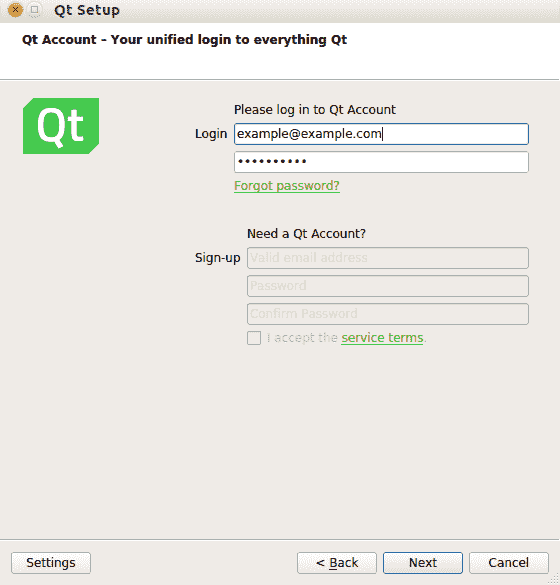 Qt Setup
Qt Account – Your unified login to everything Qt
Qt
Please log in to Qt Account
Login example@example.com
••••••••••
Forgot password?
Need a Qt Account?
Sign-up Valid email address
Password
Confirm Password
I accept the service terms.
Settings < Back Next Cancel